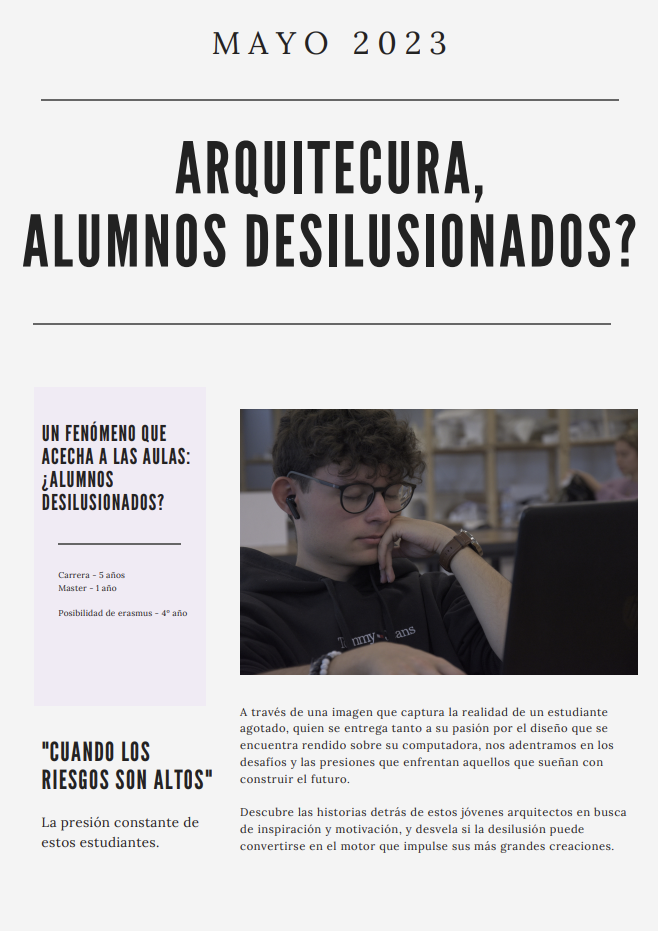 MAYO 2023
ARQUITECURA,
ALUMNOS DESILUSIONADOS?
UN FENÓMENO QUE
ACECHA A LAS AULAS:
¿ALUMNOS
DESILUSIONADOS?
Carrera - 5 años
Master - 1 año
Posibilidad de erasmus - 4º año
"CUANDO LOS
RIESGOS SON ALTOS"
La presión constante de
estos estudiantes.
A través de una imagen que captura la realidad de un estudiante
agotado, quien se entrega tanto a su pasión por el diseño que se
encuentra rendido sobre su computadora, nos adentramos en los
desafíos y las presiones que enfrentan aquellos que sueñan con
construir el futuro.
Descubre las historias detrás de estos jóvenes arquitectos en busca
de inspiración y motivación, y desvela si la desilusión puede
convertirse en el motor que impulse sus más grandes creaciones.